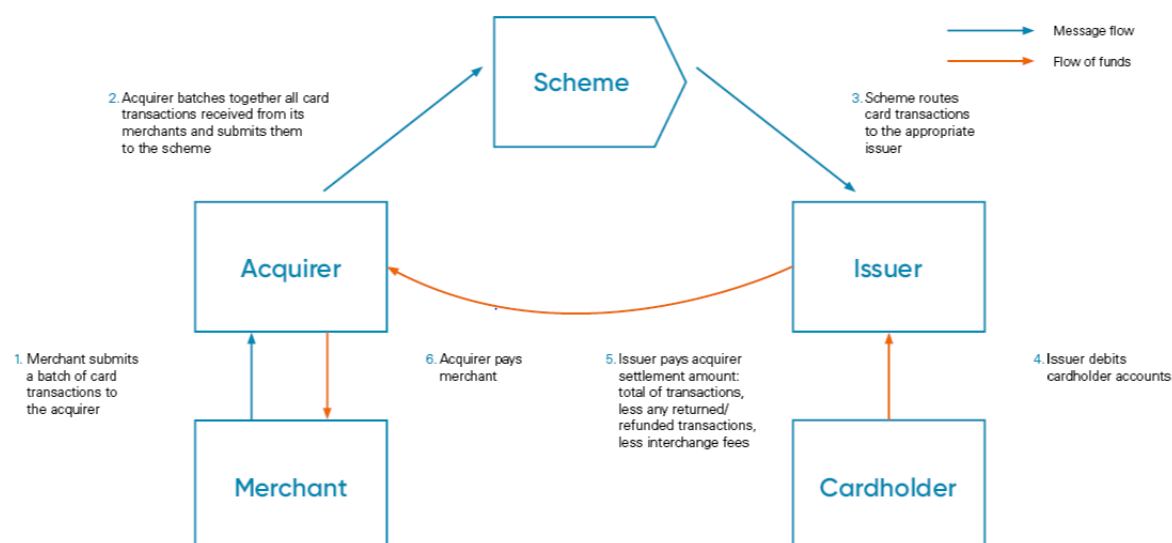 Scheme
Message flow
Flow of funds
2. Acquirer batches together all card
transactions received from its
merchants and submits them
to the scheme
3. Scheme routes
card transactions
to the appropriate
issuer
Acquirer
Issuer
1. Merchant submits
a batch of card
transactions to
the acquirer
6. Acquirer pays
merchant
5. Issuer pays acquirer
settlement amount:
total of transactions,
less any returned/
refunded transactions,
less interchange fees
4. Issuer debits
cardholder accounts
Merchant
Cardholder